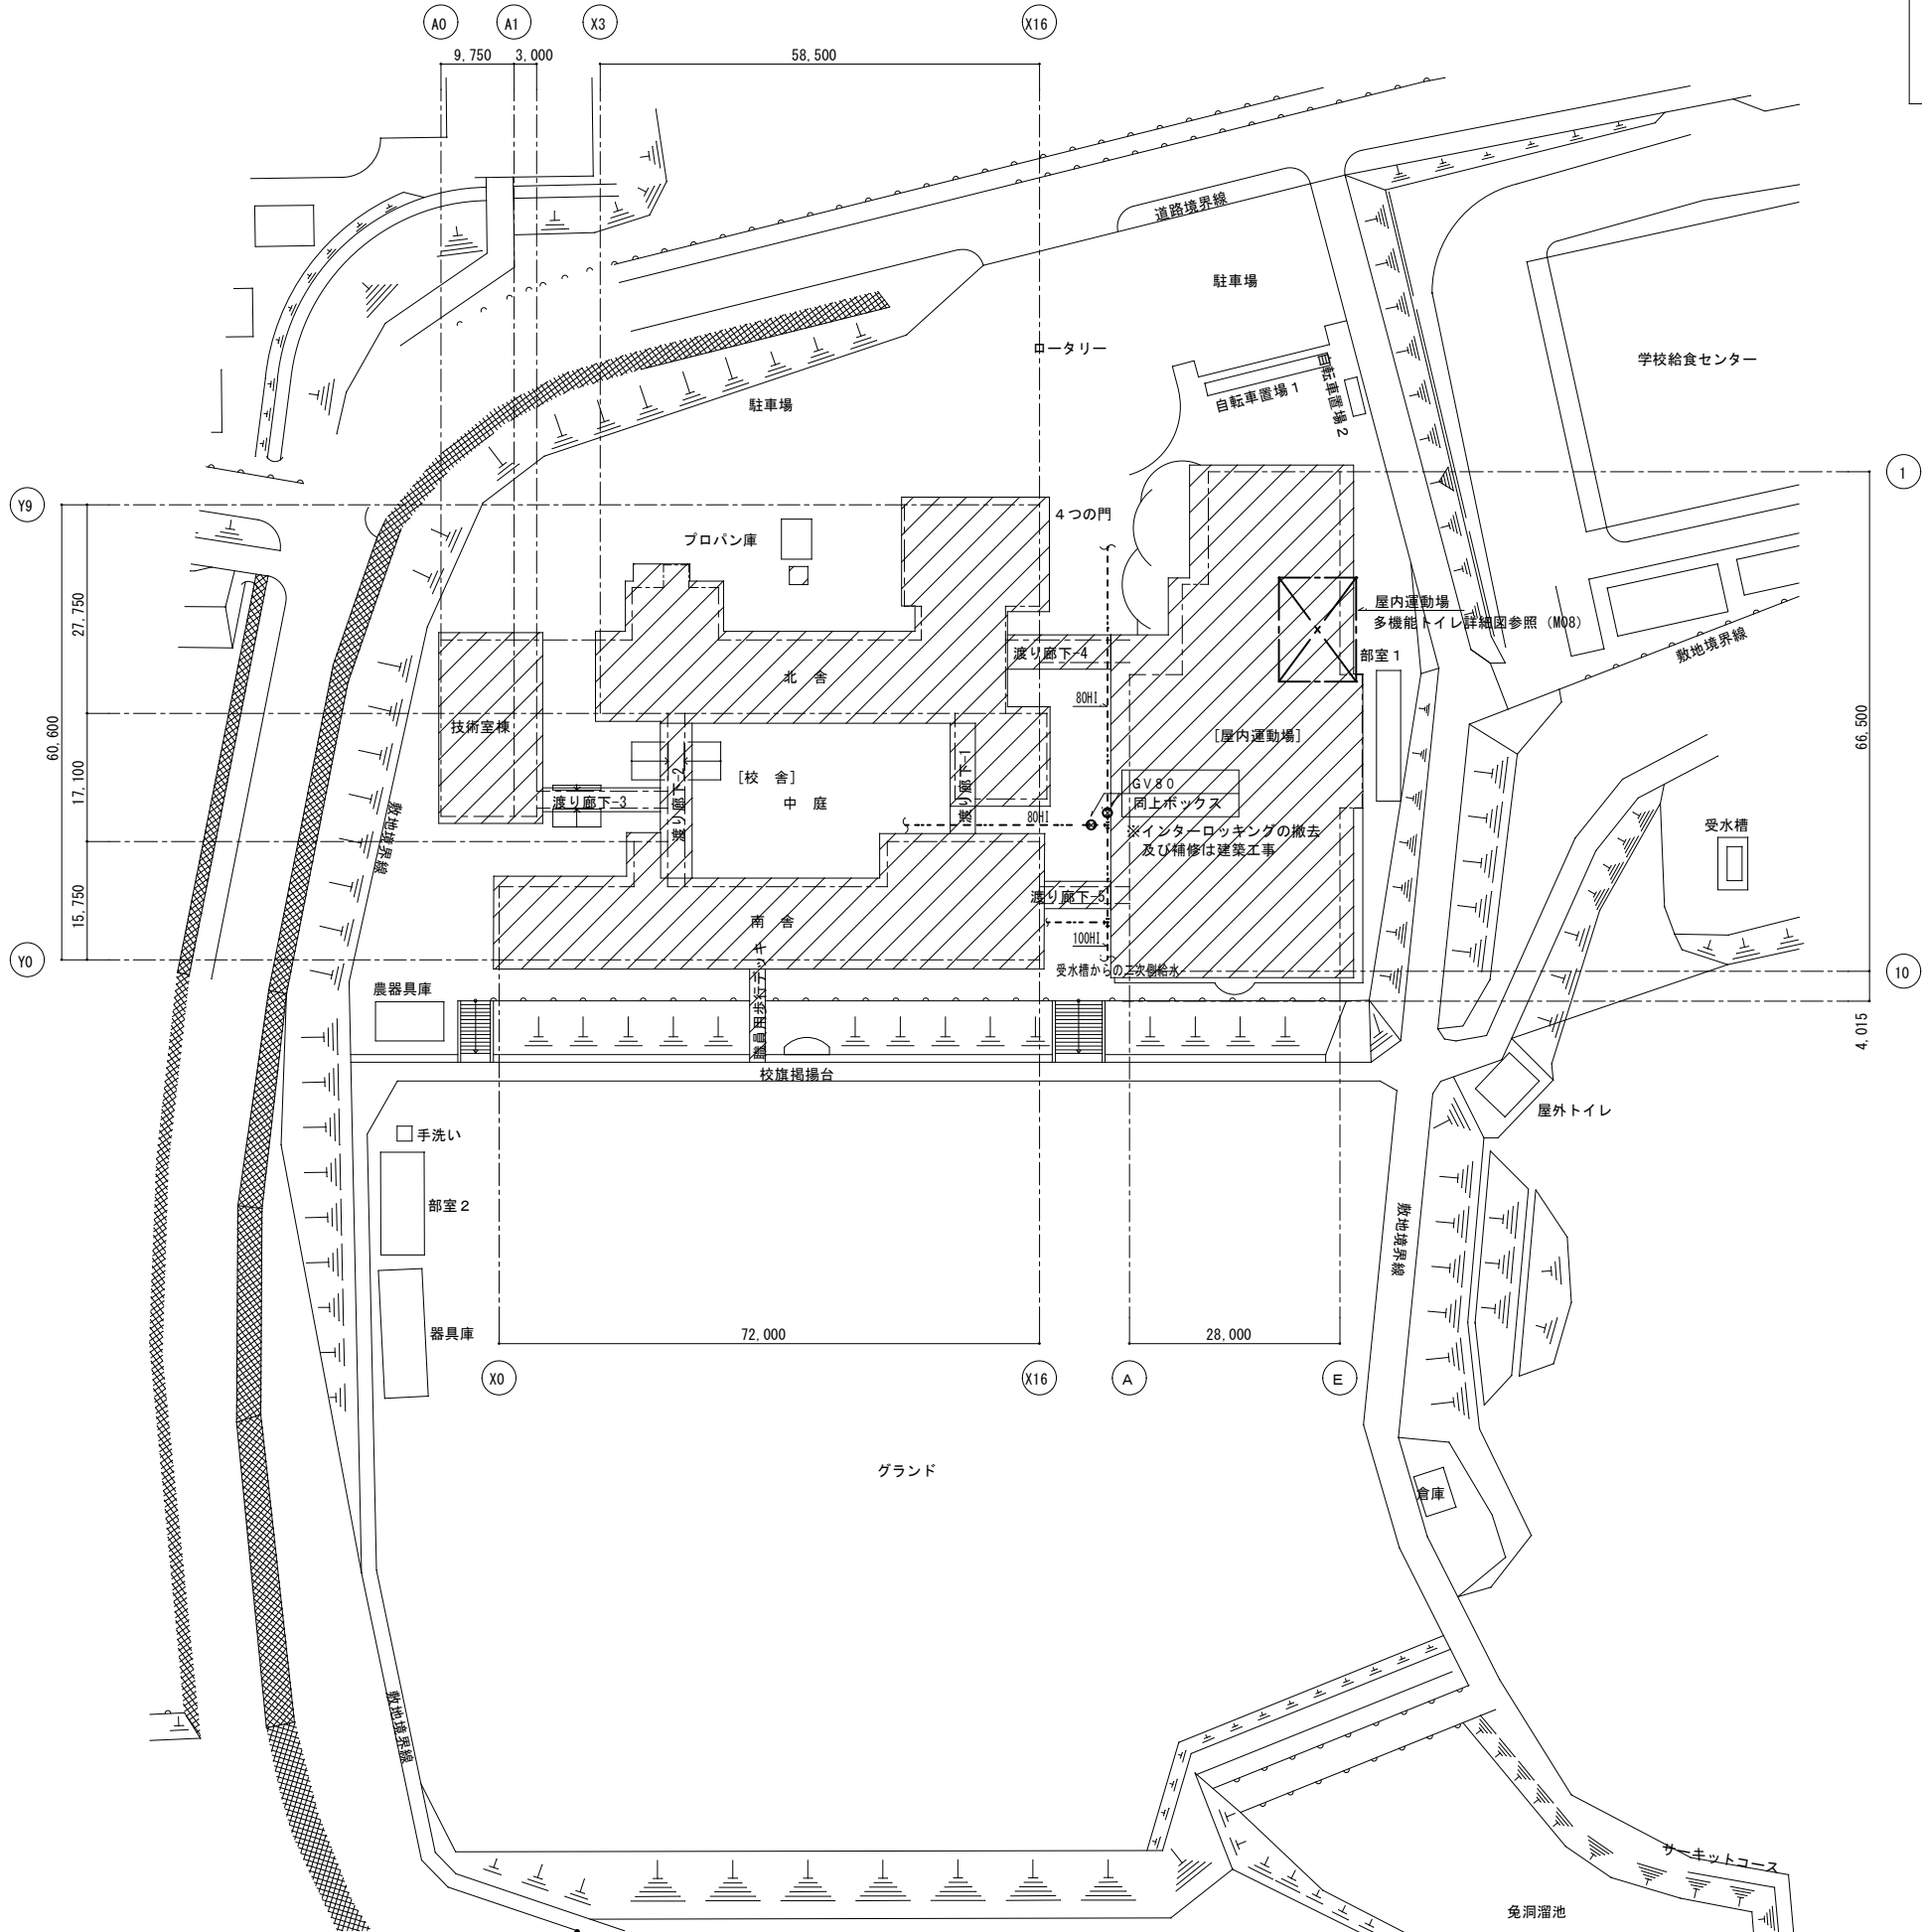 A0
A1
X3
X16
9,750
3,000
58,500
道路境界線
駐車場
ロータリー
学校給食センター
自転車置場1
自転車置場2
駐車場
1
Y9
4つの門
プロパン庫
屋内運動場
多機能トイレ詳細図参照(M08)
27,750
敷地境界線
渡り廊下-4
部室1
北 舎
80HI
技術室棟
[屋内運動場]
66,500
60,600
17,100
渡り廊下-2
渡り廊下-1
[校 舎]
中 庭
GV80
同上ボックス
渡り廊下-3
80HI
※インターロッキングの撤去
及び補修は建築工事
受水槽
敷地境界線
15,750
渡り廊下-5
南 舎
100HI
Y0
受水槽からの二次側給水
10
農器具庫
職員用歩行デッキ
4,015
校旗掲揚台
屋外トイレ
手洗い
部室2
敷地境界線
器具庫
72,000
28,000
X0
X16
A
E
グランド
倉庫
敷地境界線
サーキットコース
兔洞溜池